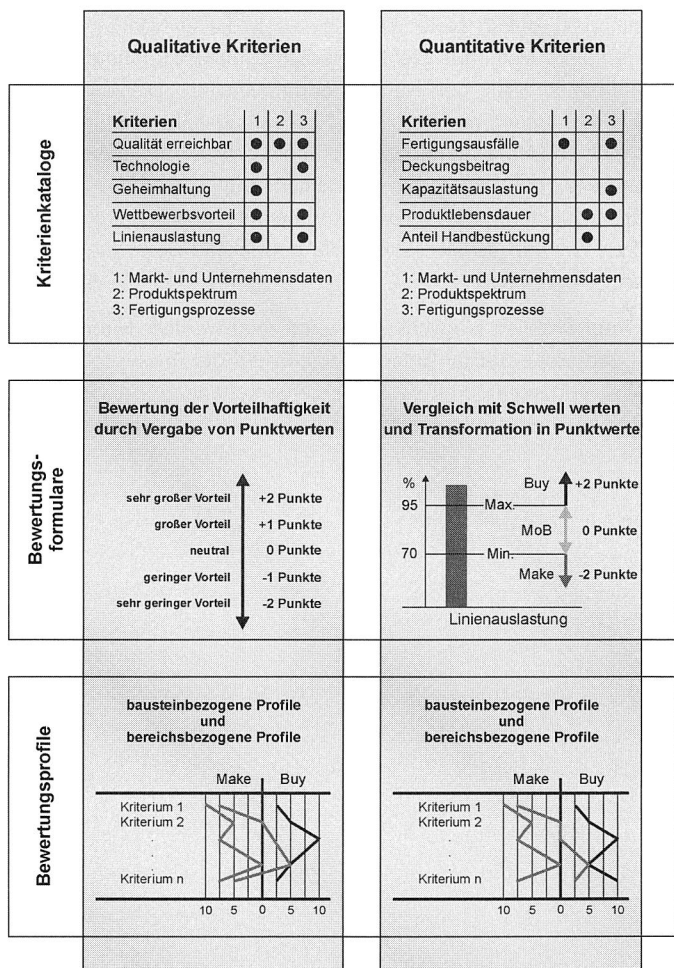 Qualitative Kriterien
Quantitative Kriterien
Kriterienkataloge
Kriterien 1 2 3
Qualität erreichbar
Technologie
Geheimhaltung
Wettbewerbsvorteil
Linienauslastung
1: Markt- und Unternehmensdaten
2: Produktspektrum
3: Fertigungsprozesse
Kriterien 1 2 3
Fertigungsausfälle
Deckungsbeitrag
Kapazitätsauslastung
Produktlebensdauer
Anteil Handbestückung
1: Markt- und Unternehmensdaten
2: Produktspektrum
3: Fertigungsprozesse
Bewertungs-
formulare
Bewertung der Vorteilhaftigkeit
durch Vergabe von Punktwerten
sehr großer Vorteil +2 Punkte
großer Vorteil +1 Punkte
neutral 0 Punkte
geringer Vorteil -1 Punkte
sehr geringer Vorteil -2 Punkte
Vergleich mit Schwell werten
und Transformation in Punktwerte
% Buy +2 Punkte
95 Max.
MoB 0 Punkte
70 Min.
Make -2 Punkte
Linienauslastung
Bewertungsprofile
bausteinbezogene Profile
und
bereichsbezogene Profile
Make Buy
Kriterium 1
Kriterium 2
.
.
Kriterium n
10 5 0 5 10
bausteinbezogene Profile
und
bereichsbezogene Profile
Make Buy
Kriterium 1
Kriterium 2
.
.
Kriterium n
10 5 0 5 10